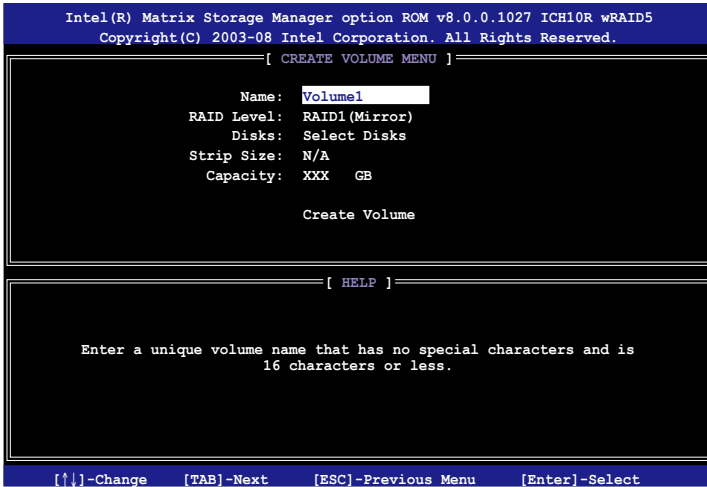 Intel(R) Matrix Storage Manager option ROM v8.0.0.1027 ICH10R wRAID5
Copyright(C) 2003-08 Intel Corporation. All Rights Reserved.
[ CREATE VOLUME MENU ]
Name: Volume1
RAID Level: RAID1(Mirror)
Disks: Select Disks
Strip Size: N/A
Capacity: XXX GB
Create Volume
[ HELP ]
Enter a unique volume name that has no special characters and is
16 characters or less.
[↑↓]-Change [TAB]-Next [ESC]-Previous Menu [Enter]-Select